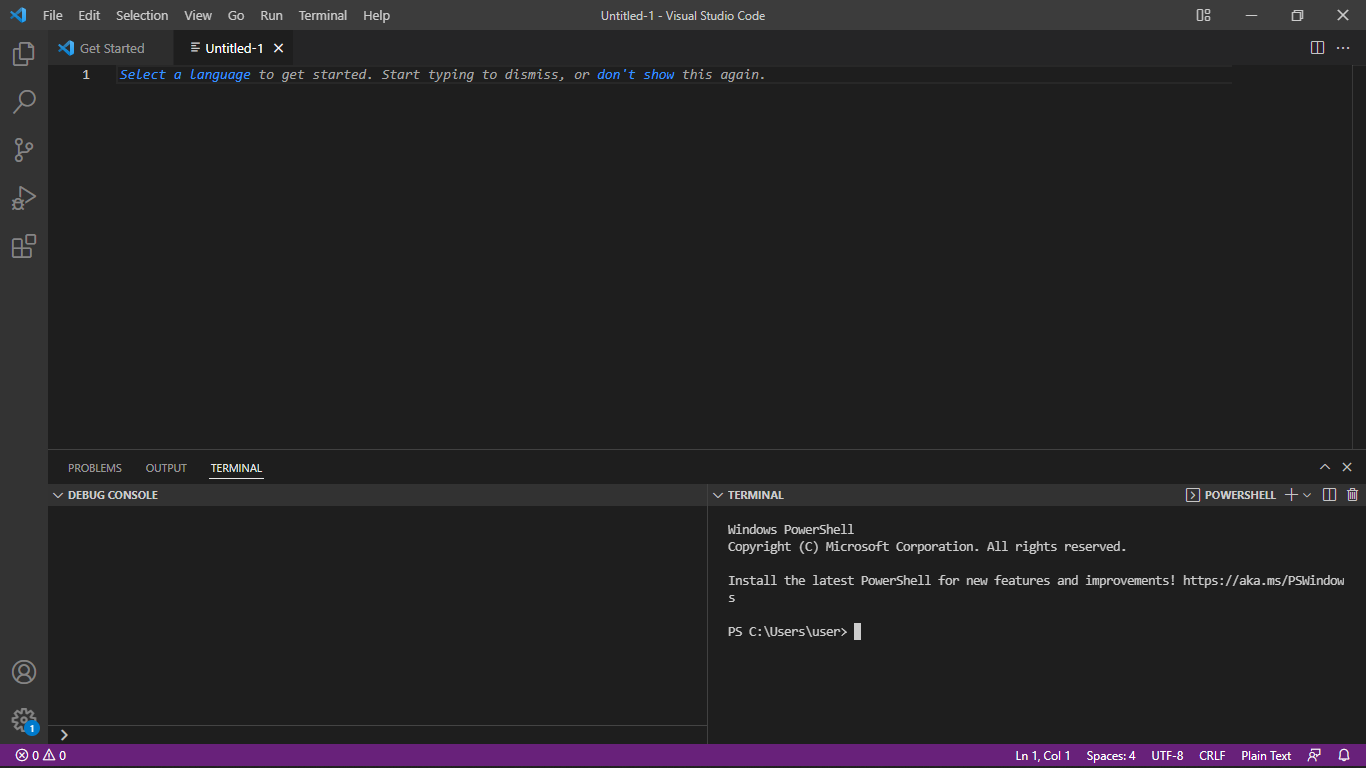 File Edit Selection View Go Run Terminal Help Untitled-1 - Visual Studio Code
Get Started Untitled-1
1 Select a language to get started. Start typing to dismiss, or don't show this again.
PROBLEMS OUTPUT TERMINAL
DEBUG CONSOLE
TERMINAL POWERSHELL
Windows PowerShell
Copyright (C) Microsoft Corporation. All rights reserved.
Install the latest PowerShell for new features and improvements! https://aka.ms/PSWindow
s
PS C:\Users\user>
1
0 0 Ln 1, Col 1 Spaces: 4 UTF-8 CRLF Plain Text